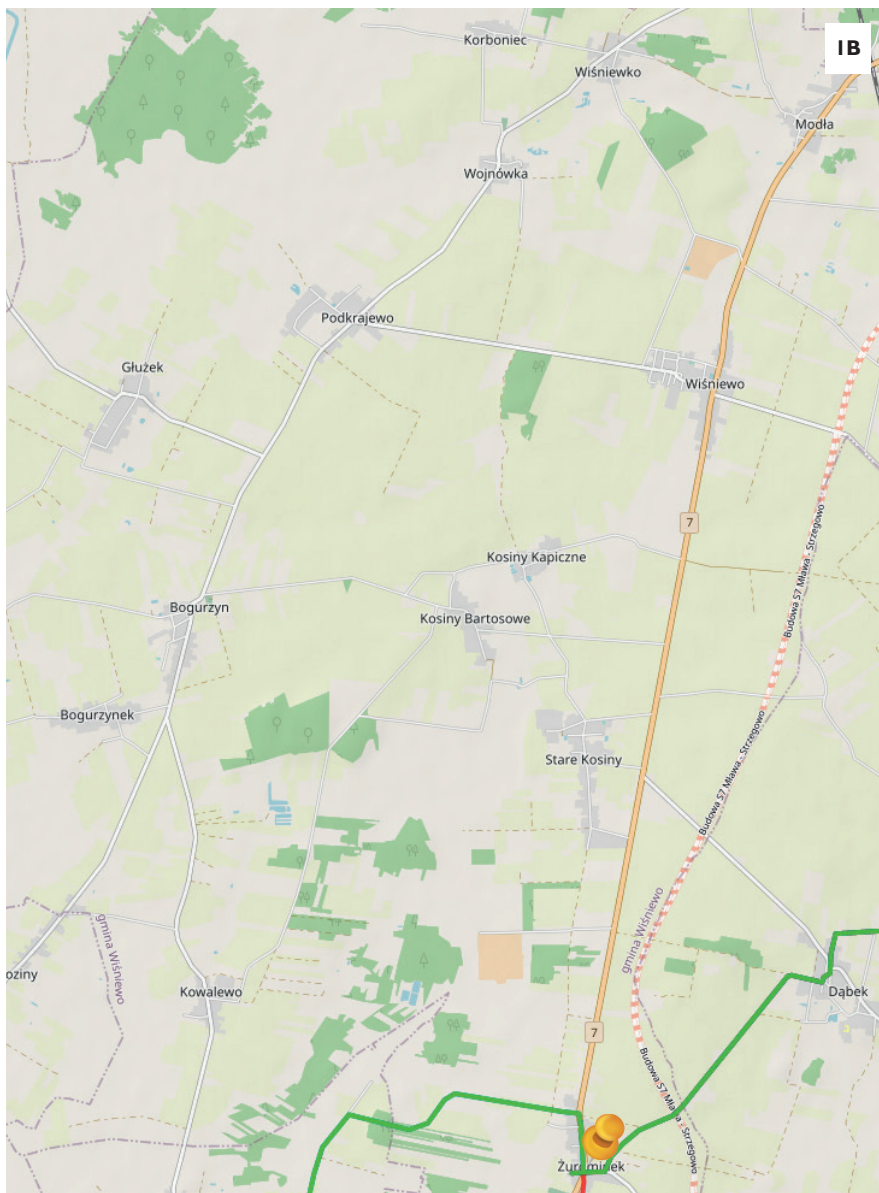 Korboniec
IB
Wiśniewko
Modła
Wojnówka
Podkrajewo
Głużek
Wiśniewo
7
Kosiny Kapiczne
Budowa S7 Mława - Strzegowo
Bogurzyn
Kosiny Bartosowe
Bogurzynek
Stare Kosiny
Budowa S7 Mława - Strzegowo
gmina Wiśniewo
gmina Wiśniewo
oziny
Kowalewo
Dąbek
7
Budowa S7 Mława - Strzegowo